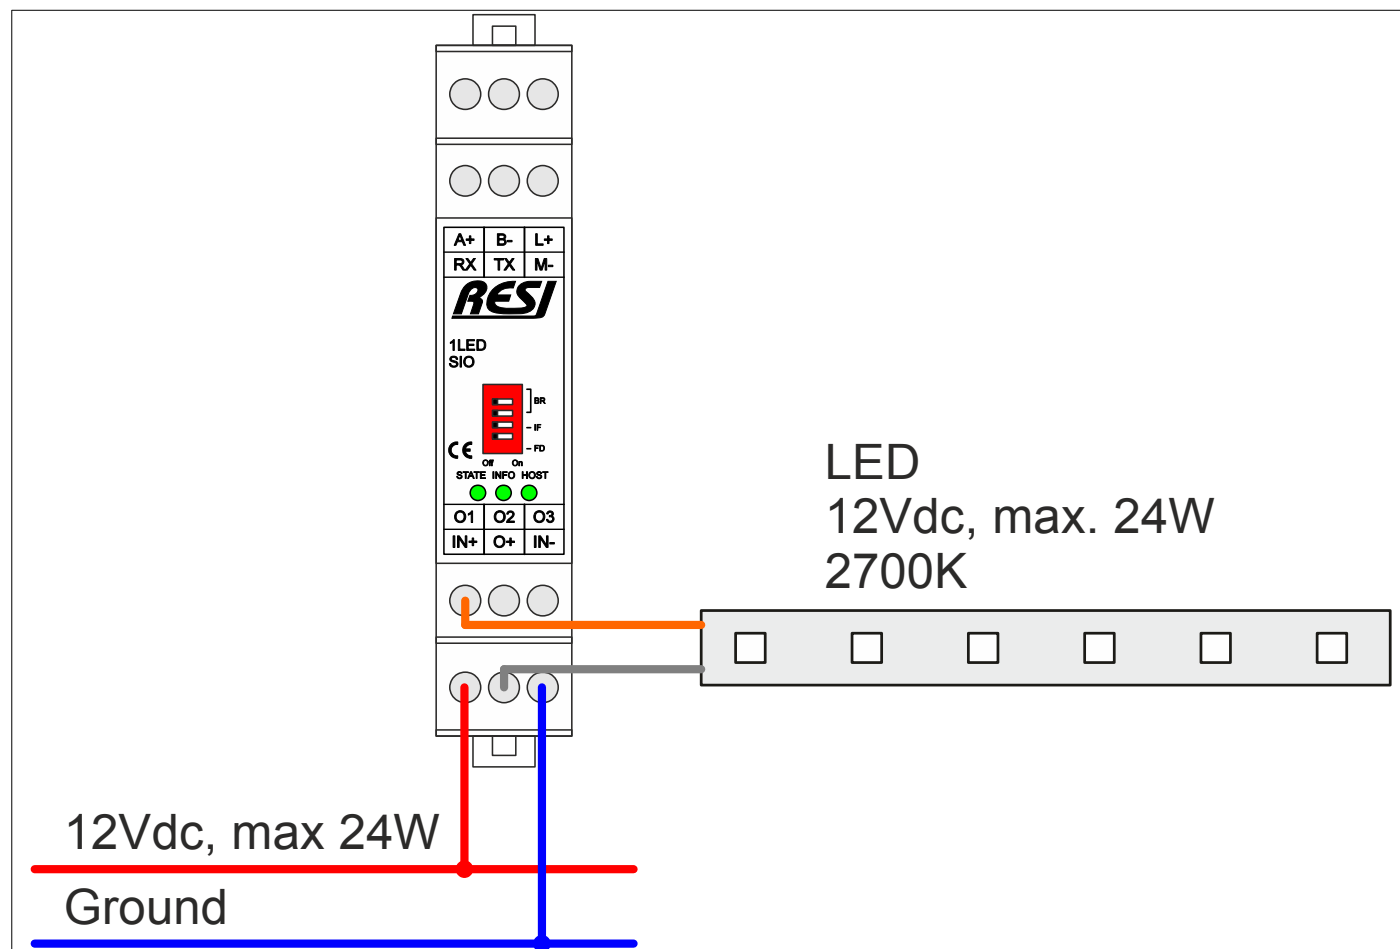 A+ B- L+
RX TX M-
RESI
1LED
SIO
BR
IF
FD
CE
Off On
STATE INFO HOST
O1 O2 O3
IN+ O+ IN-
LED
12Vdc, max. 24W
2700K
12Vdc, max 24W
Ground